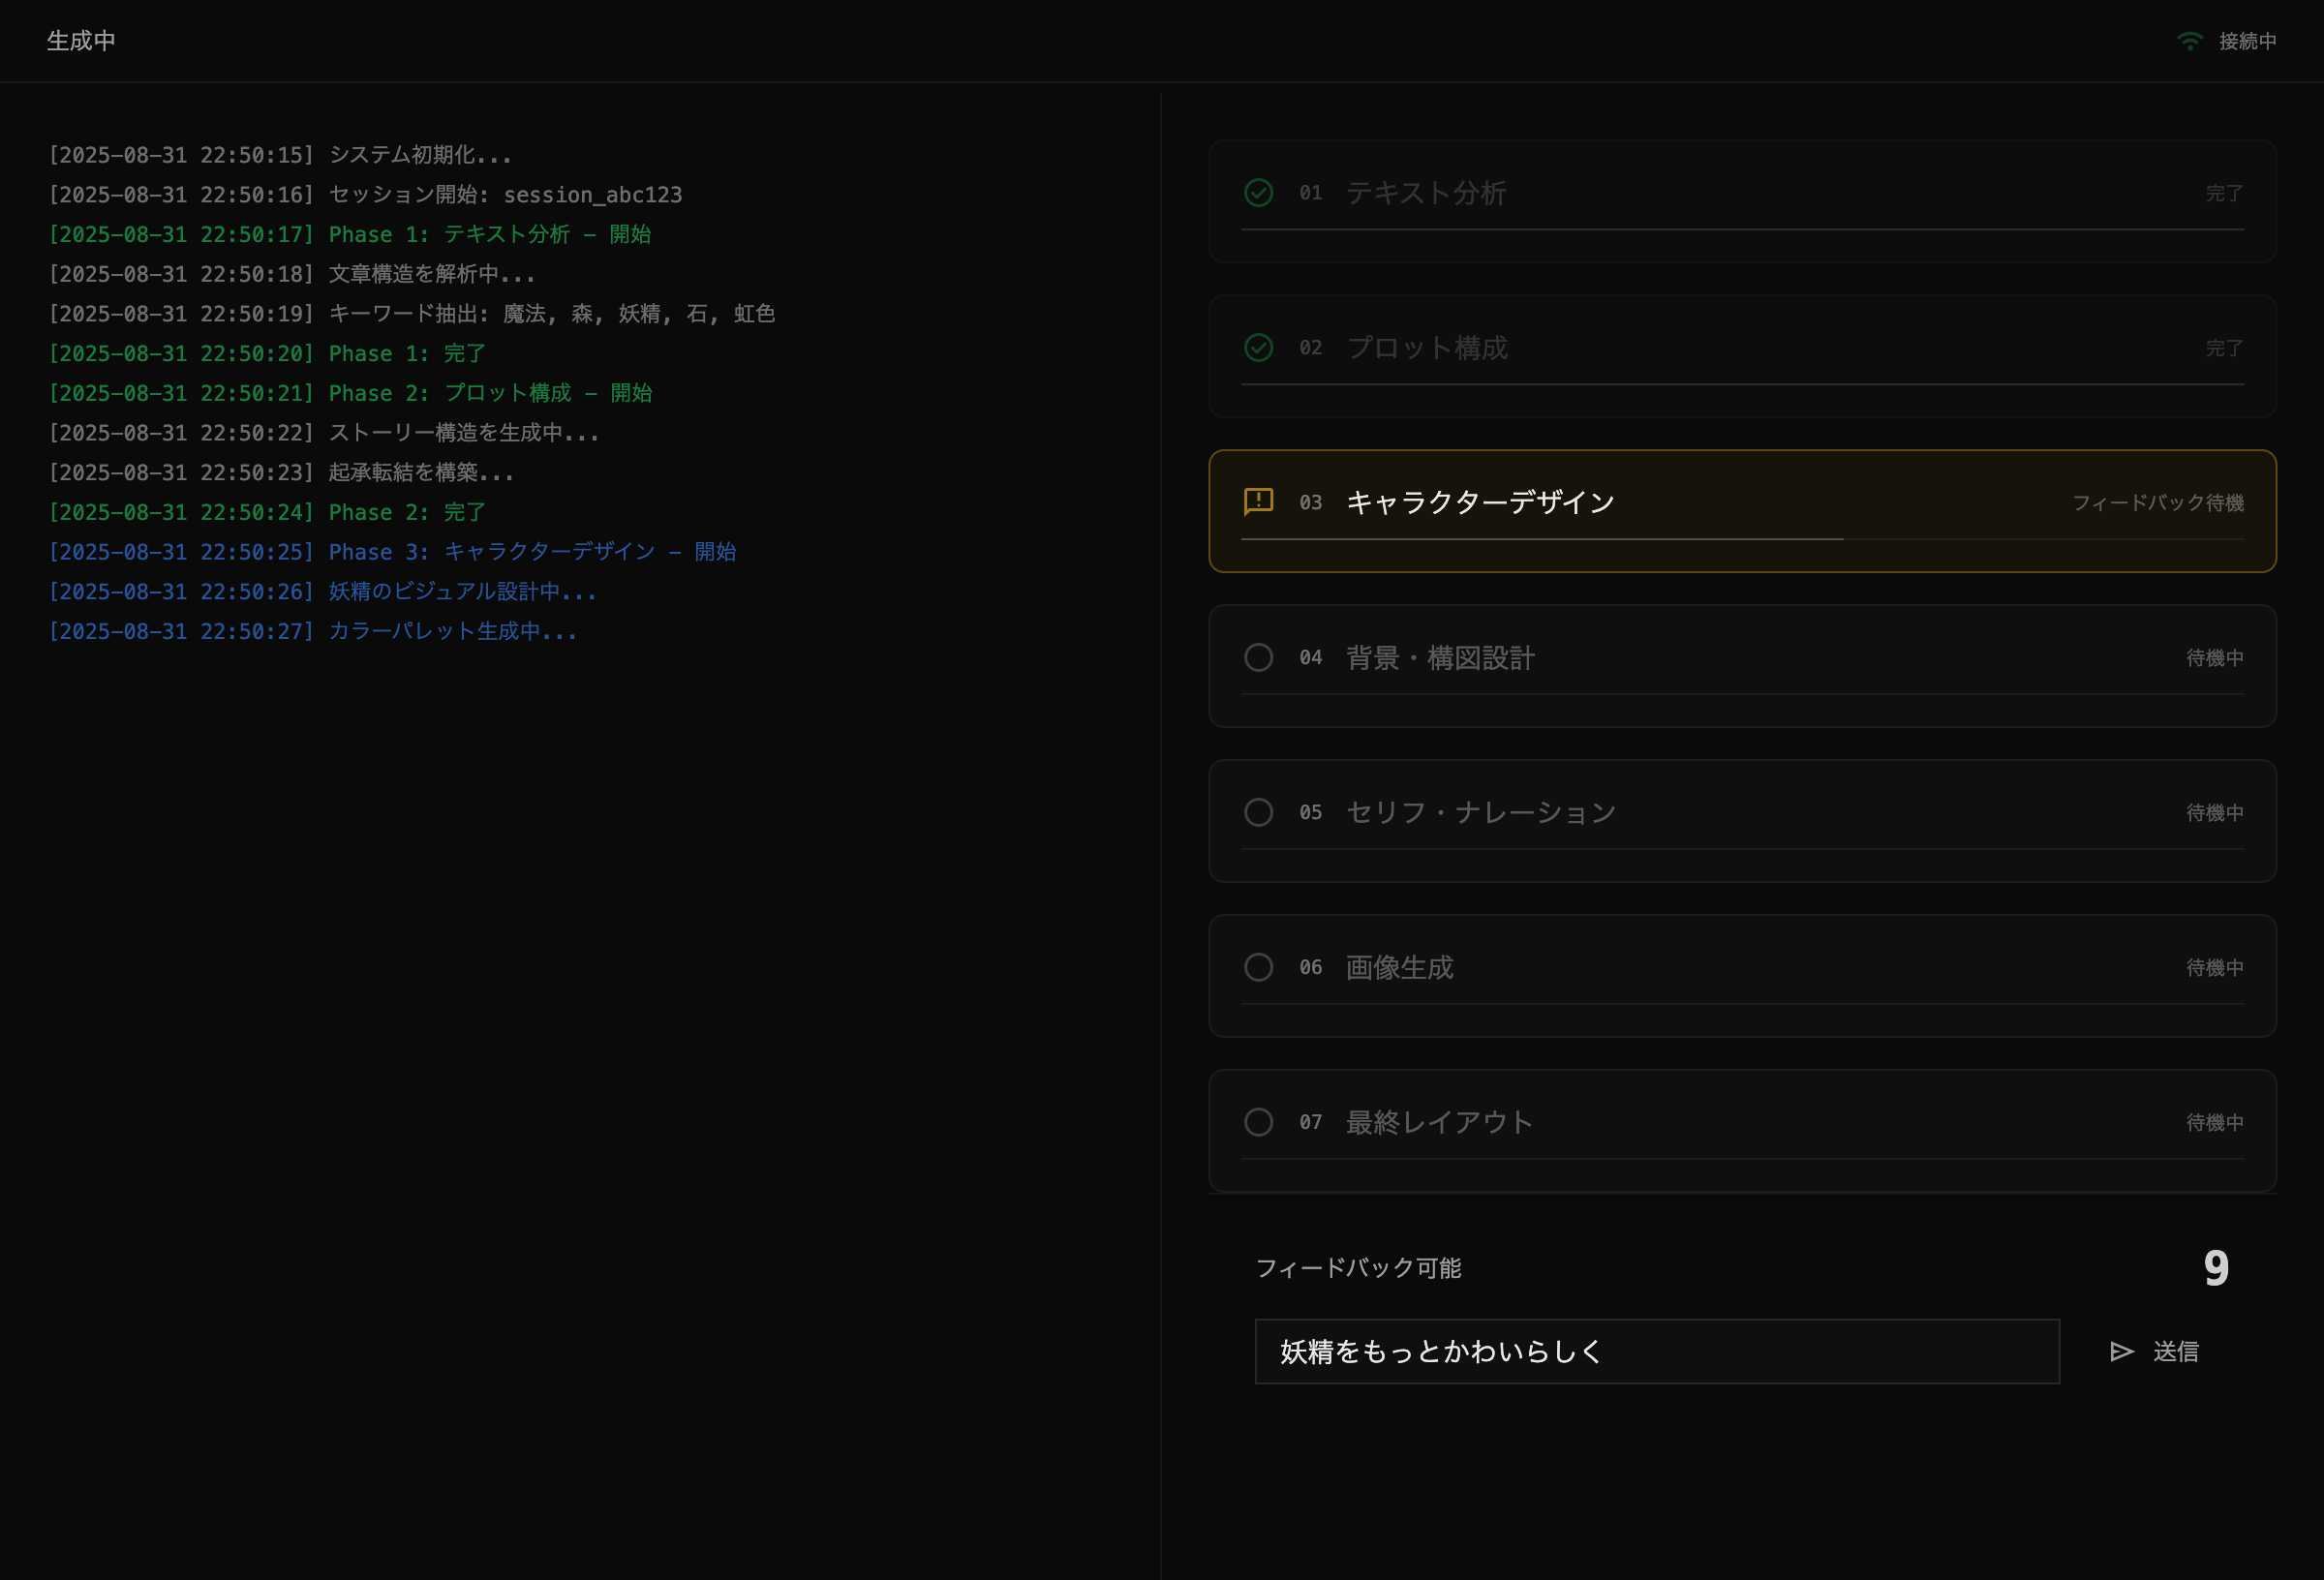 生成中
接続中
[2025-08-31 22:50:15] システム初期化...
[2025-08-31 22:50:16] セッション開始: session_abc123
[2025-08-31 22:50:17] Phase 1: テキスト分析 - 開始
[2025-08-31 22:50:18] 文章構造を解析中...
[2025-08-31 22:50:19] キーワード抽出: 魔法, 森, 妖精, 石, 虹色
[2025-08-31 22:50:20] Phase 1: 完了
[2025-08-31 22:50:21] Phase 2: プロット構成 - 開始
[2025-08-31 22:50:22] ストーリー構造を生成中...
[2025-08-31 22:50:23] 起承転結を構築...
[2025-08-31 22:50:24] Phase 2: 完了
[2025-08-31 22:50:25] Phase 3: キャラクターデザイン - 開始
[2025-08-31 22:50:26] 妖精のビジュアル設計中...
[2025-08-31 22:50:27] カラーパレット生成中...
01 テキスト分析 完了
02 プロット構成 完了
03 キャラクターデザイン フィードバック待機
04 背景・構図設計 待機中
05 セリフ・ナレーション 待機中
06 画像生成 待機中
07 最終レイアウト 待機中
フィードバック可能 9
妖精をもっとかわいらしく 送信